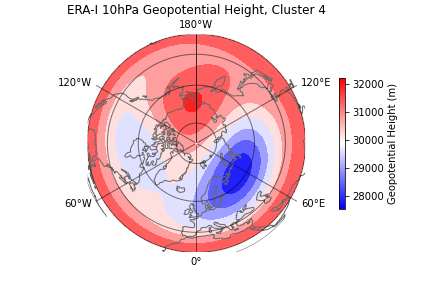 ERA-I 10hPa Geopotential Height, Cluster 4
180°W
120°W
120°E
60°W
60°E
0°
32000
31000
30000
29000
28000
Geopotential Height (m)